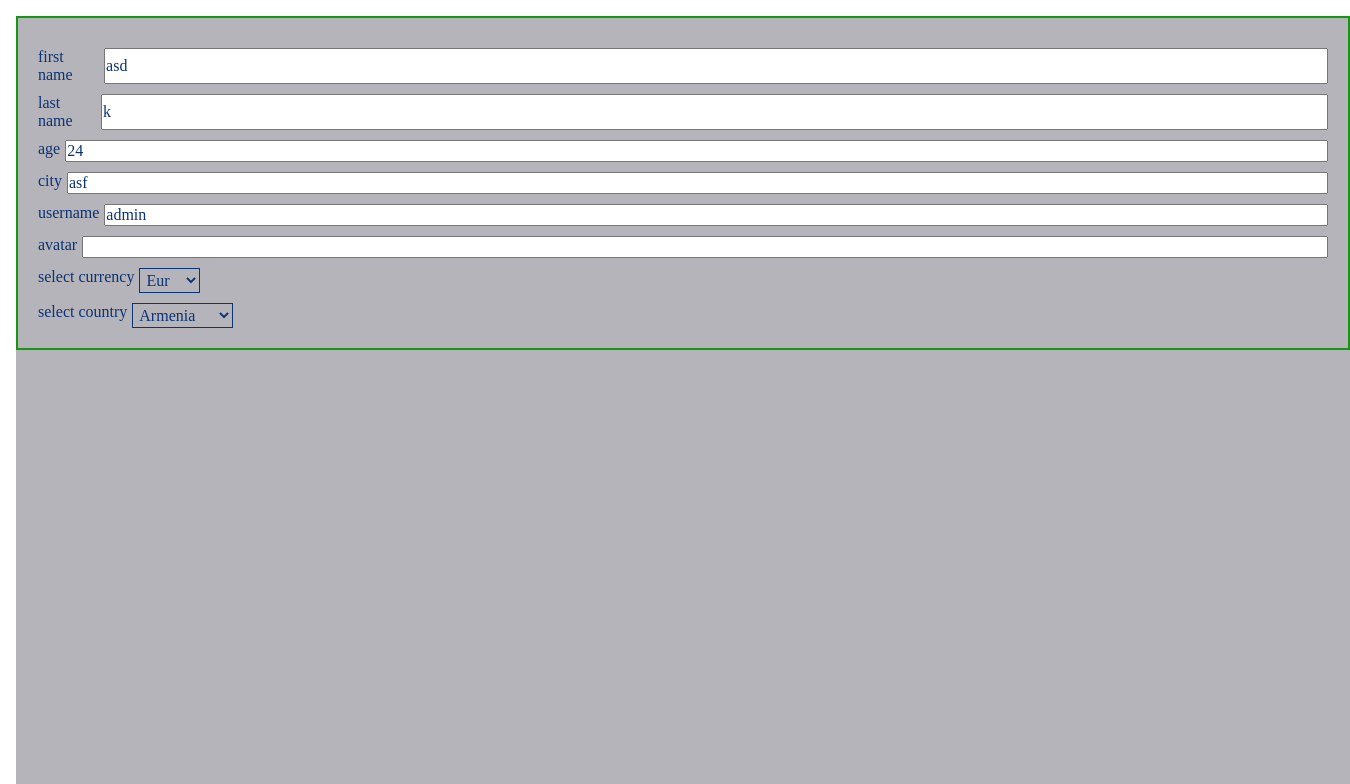 first name asd
last name k
age 24
city asf
username admin
avatar
select currency Eur
select country Armenia